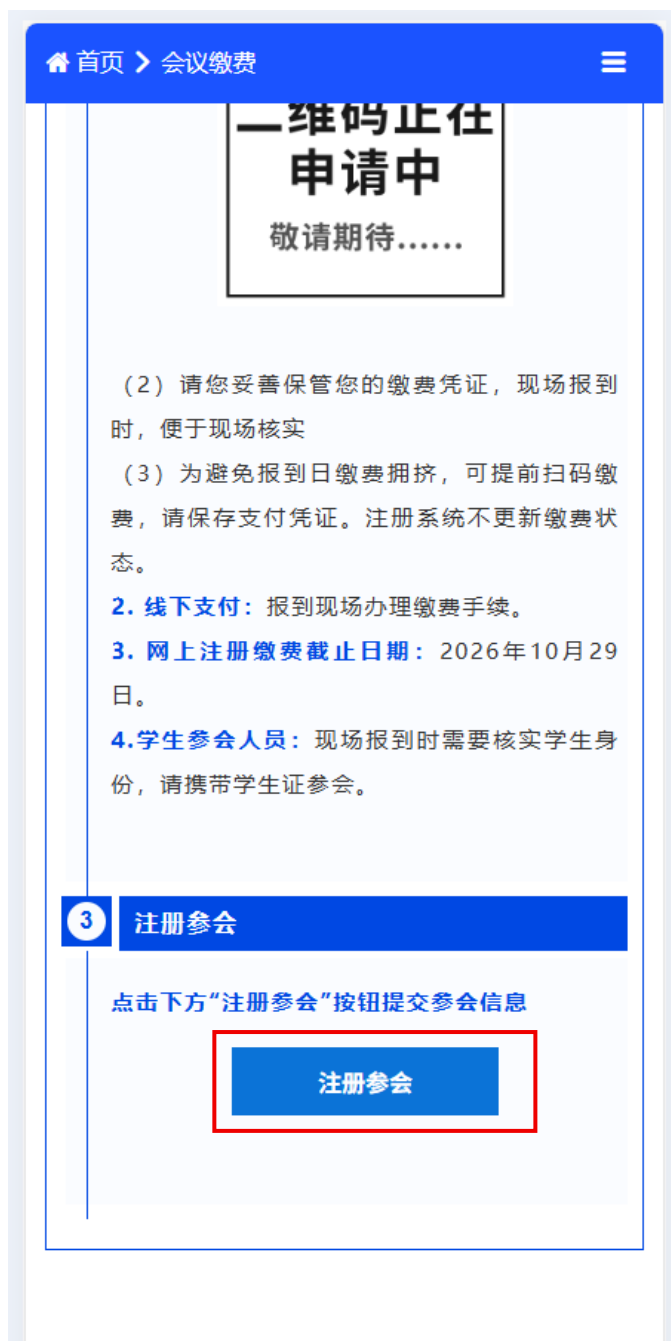 首页 > 会议缴费
二维码正在
申请中
敬请期待......
（2）请您妥善保管您的缴费凭证，现场报到
时，便于现场核实
（3）为避免报到日缴费拥挤，可提前扫码缴
费，请保存支付凭证。注册系统不更新缴费状
态。
2. 线下支付：报到现场办理缴费手续。
3. 网上注册缴费截止日期：2026年10月29
日。
4.学生参会人员：现场报到时需要核实学生身
份，请携带学生证参会。
3 注册参会
点击下方“注册参会”按钮提交参会信息
注册参会